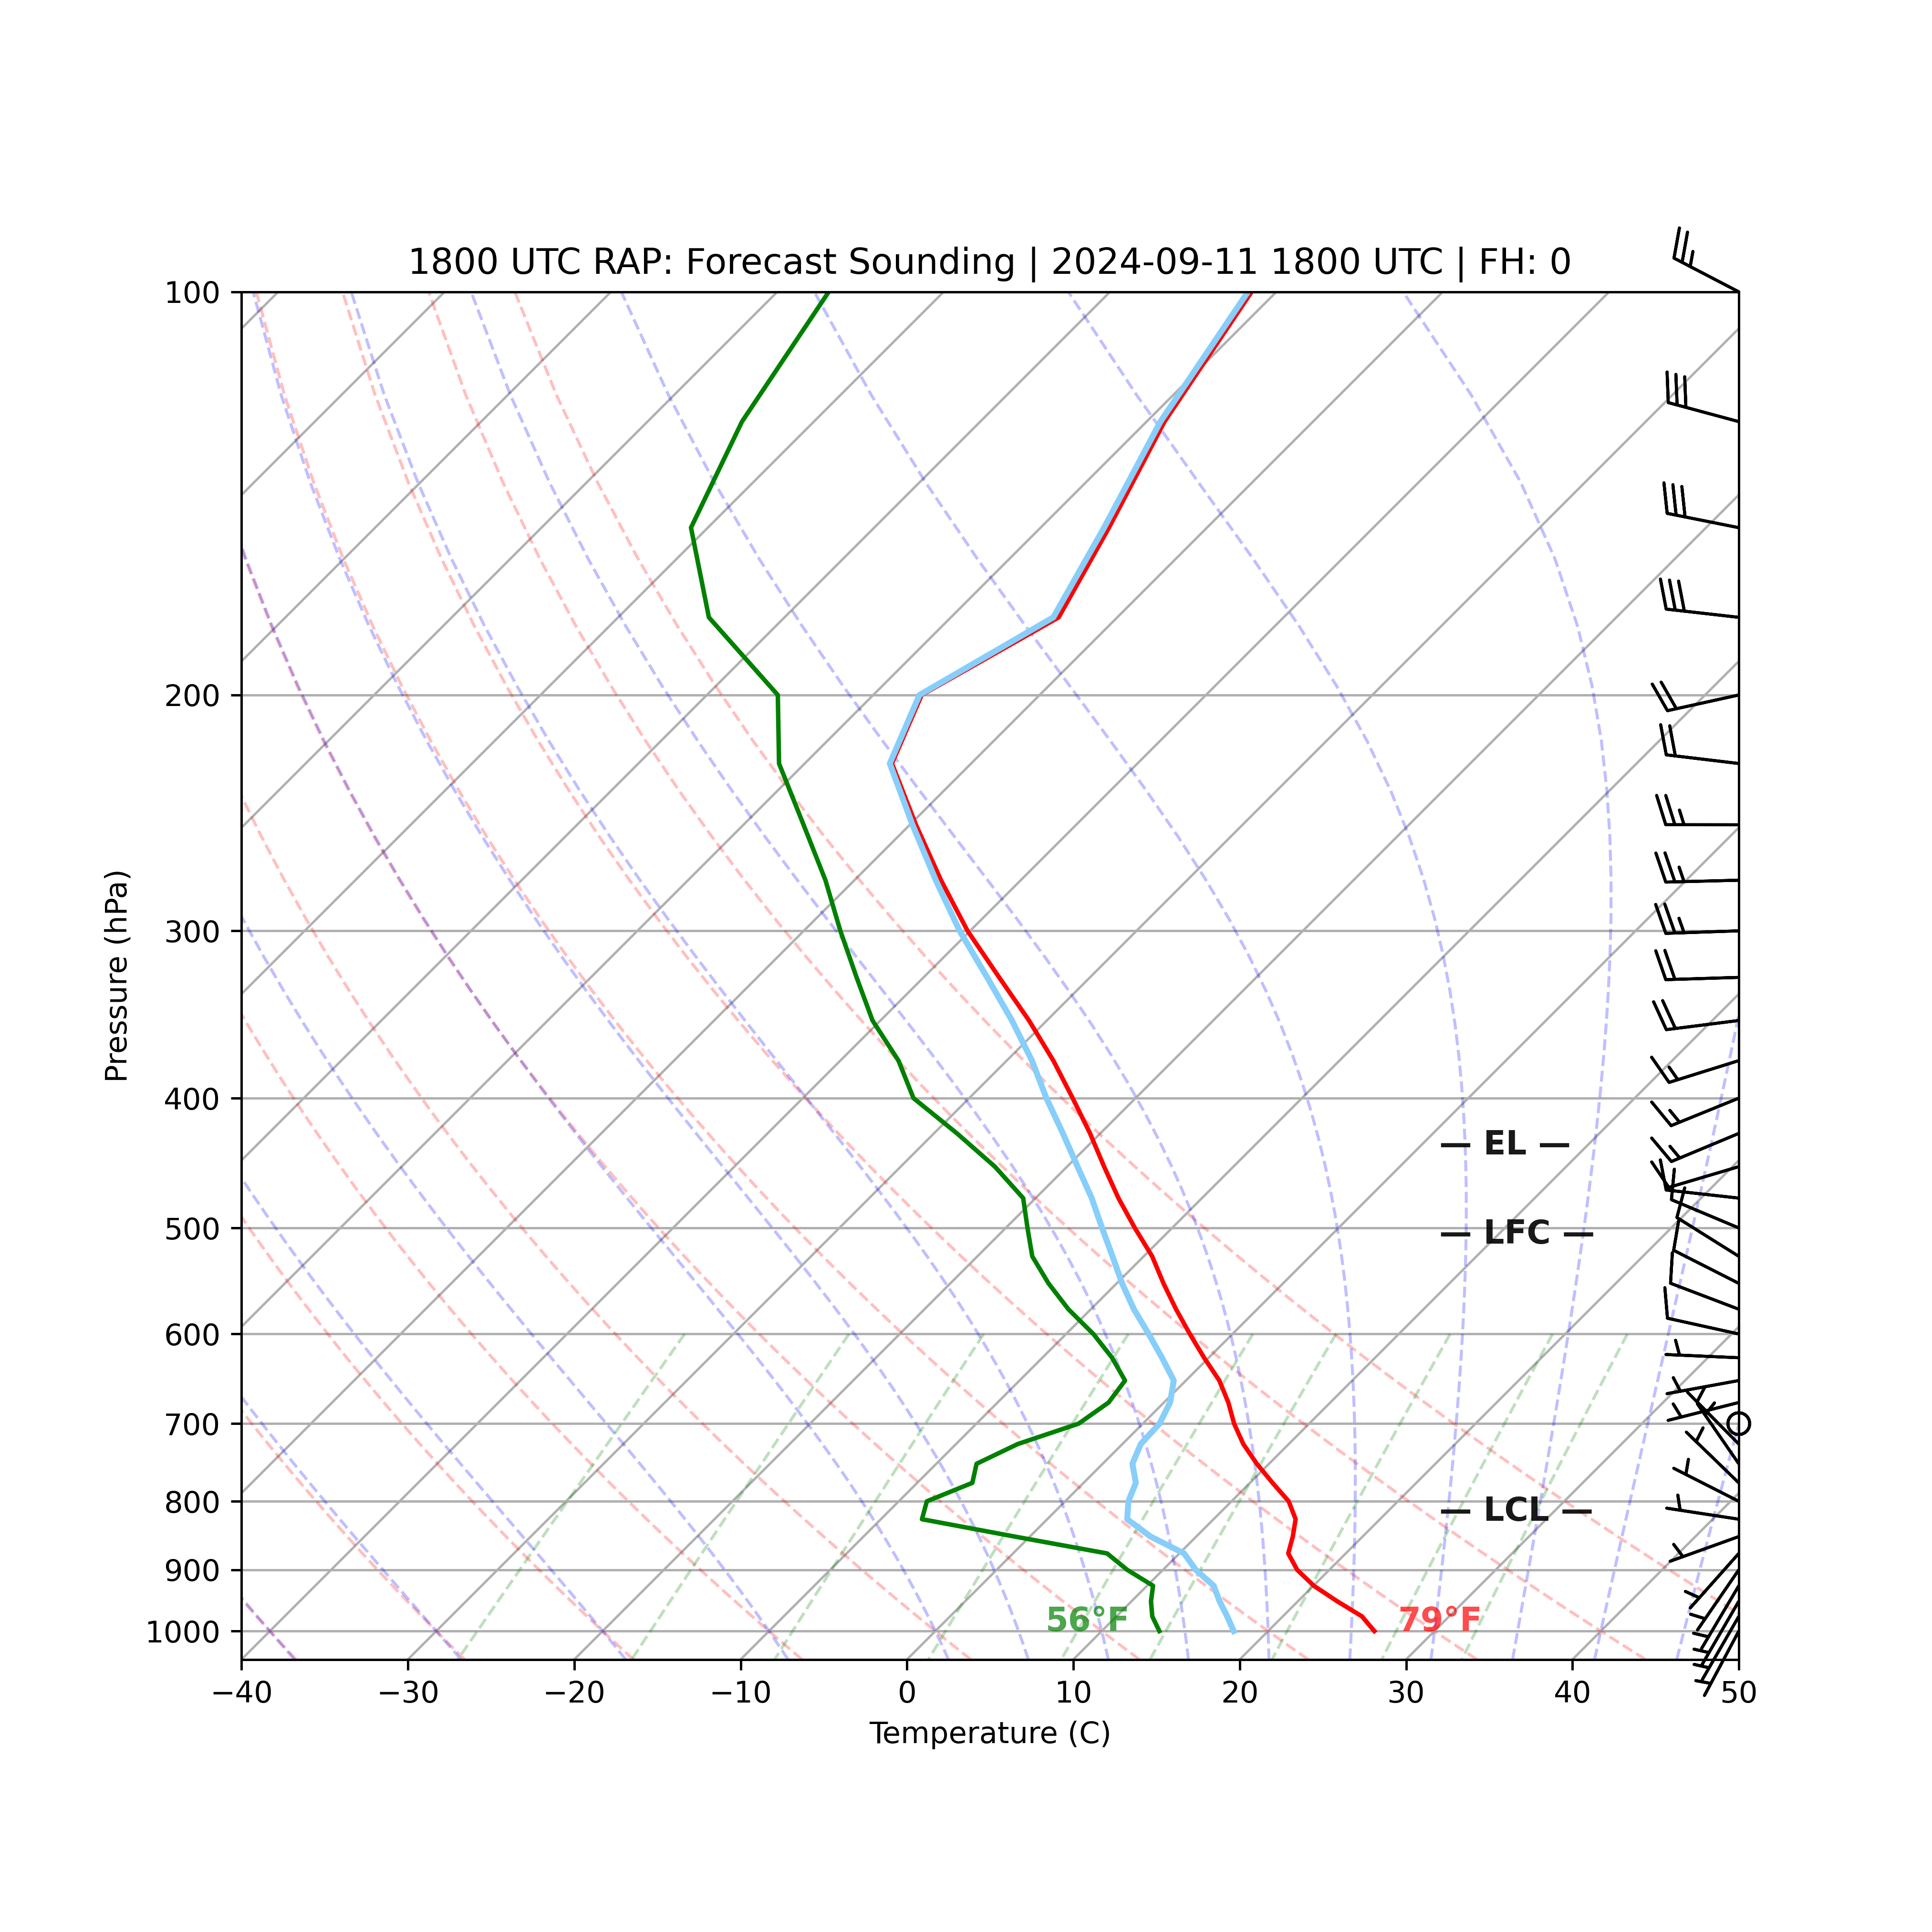 1800 UTC RAP: Forecast Sounding | 2024-09-11 1800 UTC | FH: 0
100
200
300
400
500
600
700
800
900
1000
Pressure (hPa)
— EL —
— LFC —
— LCL —
56°F
79°F
−40 −30 −20 −10 0 10 20 30 40 50
Temperature (C)